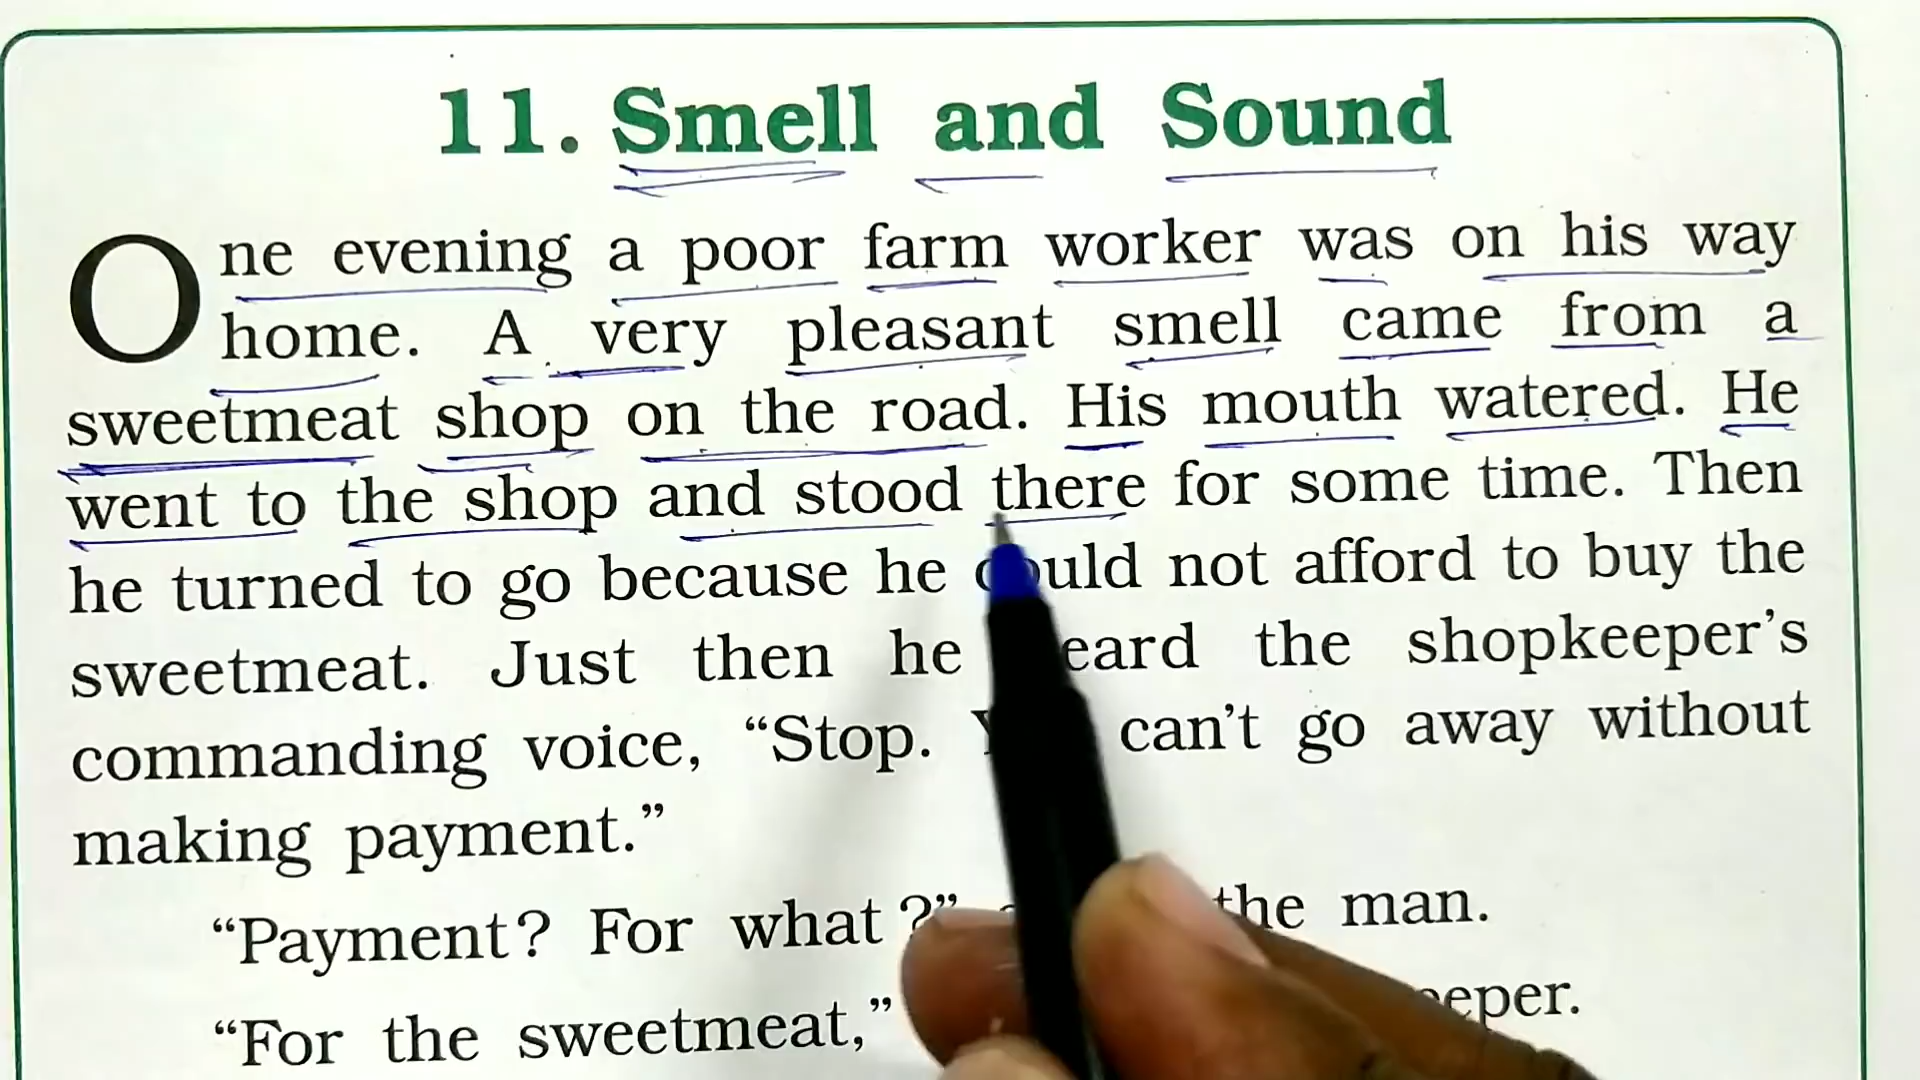 11. Smell and Sound
One evening a poor farm worker was on his way
home. A very pleasant smell came from a
sweetmeat shop on the road. His mouth watered. He
went to the shop and stood there for some time. Then
he turned to go because he could not afford to buy the
sweetmeat. Just then he heard the shopkeeper's
commanding voice, “Stop. can't go away without
making payment.”
“Payment? For what ?” the man.
“For the sweetmeat,”